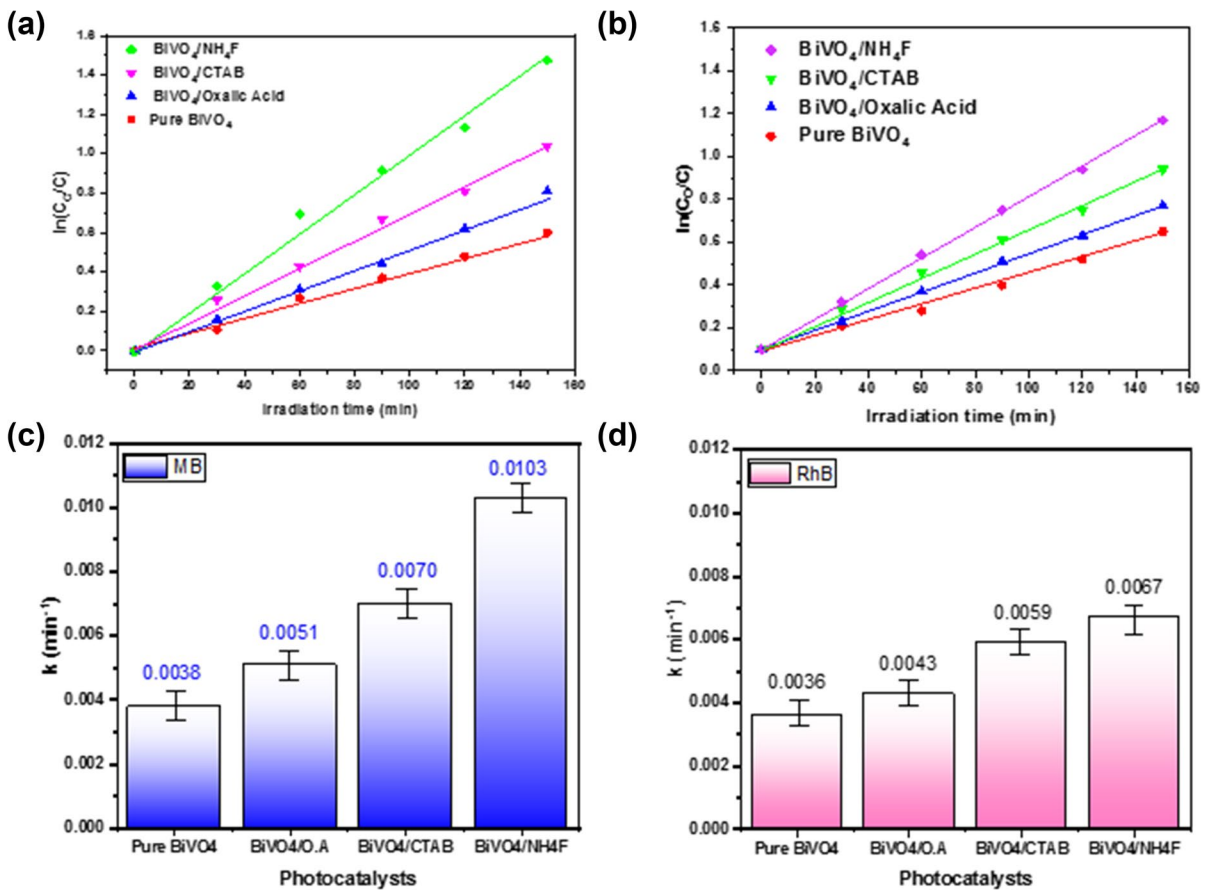 (a)
1.6
1.4
1.2
1.0
0.8
0.6
0.4
0.2
0.0
ln(C₀/C)
BIVO₄/NH₄F
BIVO₄/CTAB
BIVO₄/Oxalic Acid
Pure BIVO₄
0 20 40 60 80 100 120 140 160
Irradiation time (min)
(b)
1.6
1.4
1.2
1.0
0.8
0.6
0.4
0.2
0.0
ln(C₀/C)
BiVO₄/NH₄F
BiVO₄/CTAB
BiVO₄/Oxalic Acid
Pure BiVO₄
0 20 40 60 80 100 120 140 160
Irradiation time (min)
(c)
0.012
0.010
0.008
0.006
0.004
0.002
0.000
k (min⁻¹)
MB
0.0038
0.0051
0.0070
0.0103
Pure BiVO4 BiVO4/O.A BiVO4/CTAB BiVO4/NH4F
Photocatalysts
(d)
0.012
0.010
0.008
0.006
0.004
0.002
0.000
k (min⁻¹)
RhB
0.0036
0.0043
0.0059
0.0067
Pure BiVO4 BiVO4/O.A BiVO4/CTAB BiVO4/NH4F
Photocatalysts